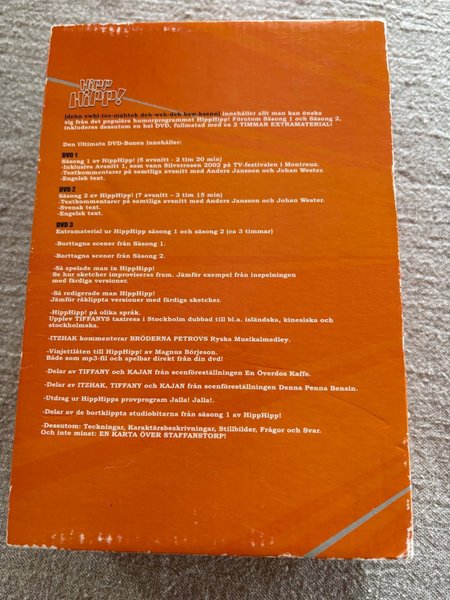 HIPP
HIPP!
(dehn owhl-tee-mahtah deh-veh-deh baw-ksenn) innehåller allt man kan önska
sig från det populära humorprogrammet HippHipp! Förutom Säsong 1 och Säsong 2,
inkluderas dessutom en hel DVD, fullmatad med ca 3 TIMMAR EXTRAMATERIAL!
Den Ultimata DVD-Boxen innehåller:
DVD 1
Säsong 1 av HippHipp! (5 avsnitt - 2 tim 20 min)
-Inklusive Avsnitt 1, som vann Silverrosen 2002 på TV-festivalen i Montreux.
-Textkommentarer på samtliga avsnitt med Anders Jansson och Johan Wester.
-Engelsk text.
DVD 2
Säsong 2 av HippHipp! (7 avsnitt – 3 tim 15 min)
-Textkommentarer på samtliga avsnitt med Anders Jansson och Johan Wester.
-Svensk text.
-Engelsk text.
DVD 3
Extramaterial ur HippHipp säsong 1 och säsong 2 (ca 3 timmar)
-Borttagna scener från Säsong 1.
-Borttagna scener från Säsong 2.
-Så spelade man in HippHipp!
Se hur sketcher improviseras fram. Jämför exempel från inspelningen
med färdiga versioner.
-Så redigerade man HippHipp!
Jämför råklippta versioner med färdiga sketcher.
-HippHipp! på olika språk.
Upplev TIFFANYS taxiresa i Stockholm dubbad till bl.a. isländska, kinesiska och
stockholmska.
-ITZHAK kommenterar BRÖDERNA PETROVS Ryska Musikalmedley.
-Vinjettlåten till HippHipp! av Magnus Börjeson.
Både som mp3-fil och spelbar direkt från din dvd!
-Delar av TIFFANY och KAJAN från scenföreställningen En Överdos Kaffe.
-Delar av ITZHAK, TIFFANY och KAJAN från scenföreställningen Denna Penna Bensin.
-Utdrag ur HippHipps provprogram Jalla! Jalla!.
-Delar av de bortklippta studiobitarna från säsong 1 av HippHipp!
-Dessutom: Teckningar, Karaktärsbeskrivningar, Stillbilder, Frågor och Svar.
Och inte minst: EN KARTA ÖVER STAFFANSTORP!